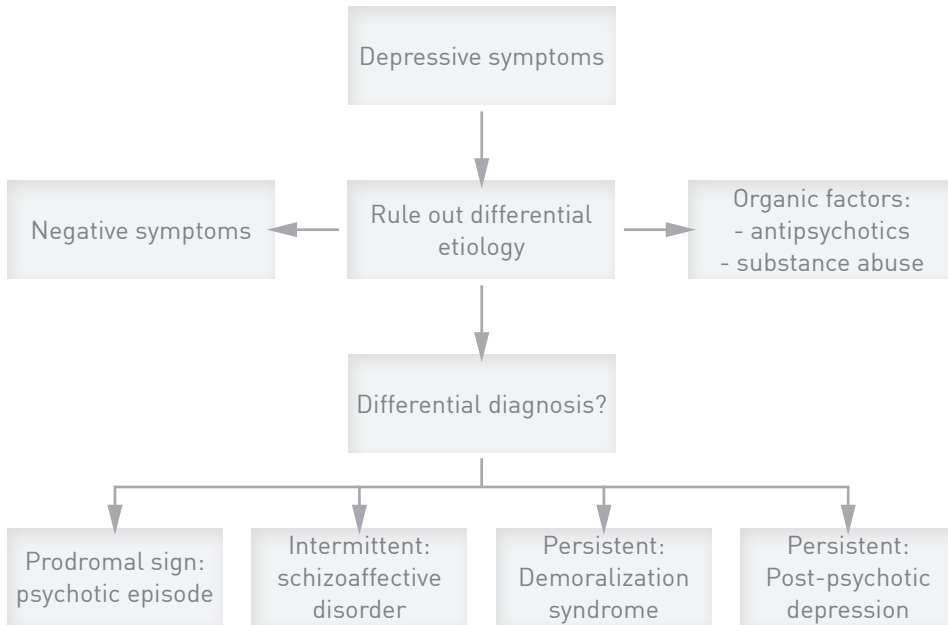 Depressive symptoms
Negative symptoms
Rule out differential
etiology
Organic factors:
- antipsychotics
- substance abuse
Differential diagnosis?
Prodromal sign:
psychotic episode
Intermittent:
schizoaffective
disorder
Persistent:
Demoralization
syndrome
Persistent:
Post-psychotic
depression